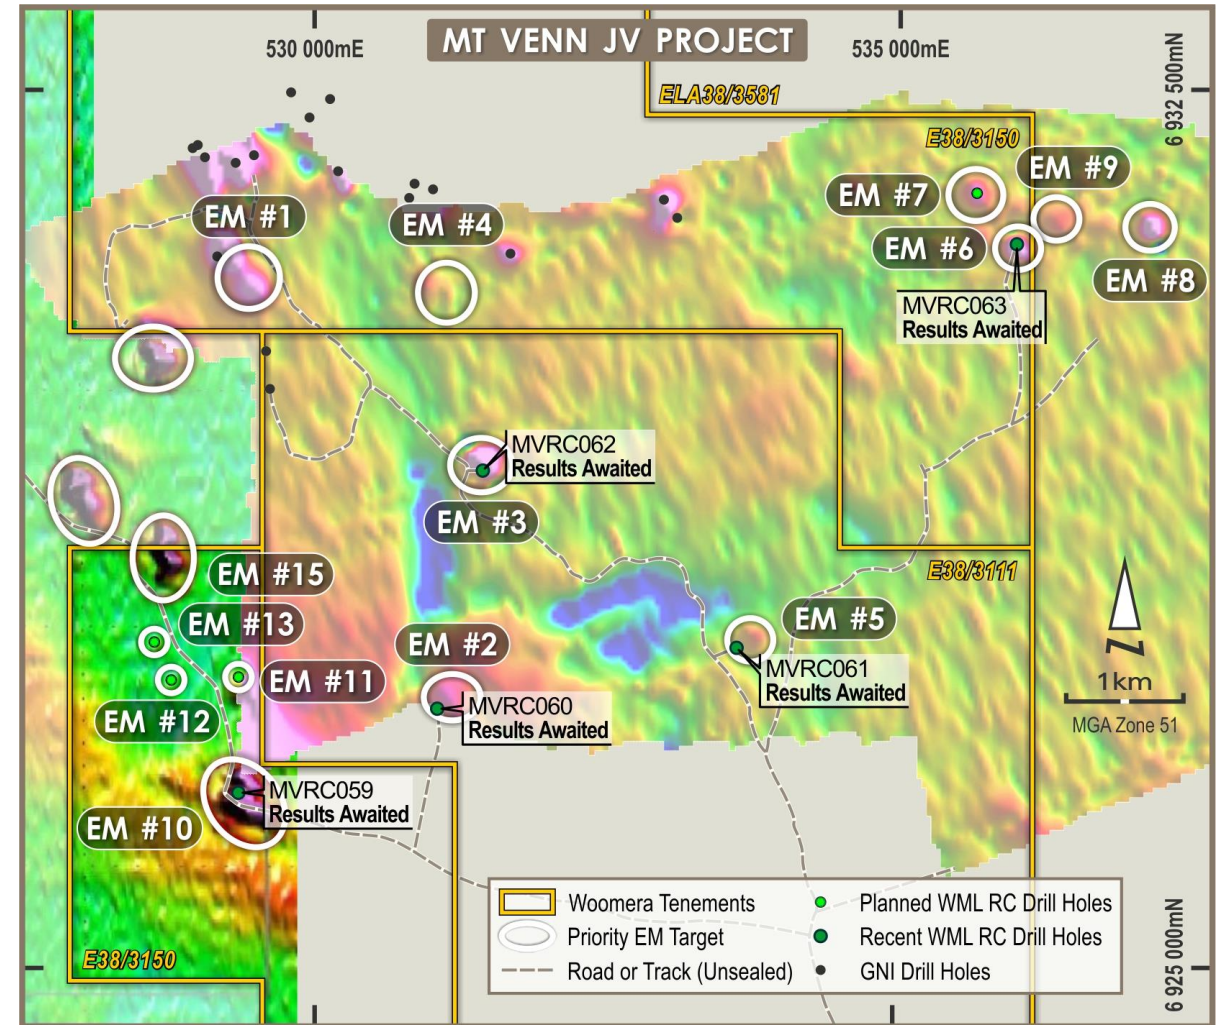 MT VENN JV PROJECT
530 000mE
535 000mE
6 932 500mN
ELA38/3581
E38/3150
EM #9
EM #7
EM #1
EM #4
EM #6
EM #8
MVRC063
Results Awaited
MVRC062
Results Awaited
EM #3
EM #15
E38/3111
EM #13
EM #5
EM #2
MVRC061
Results Awaited
EM #11
EM #12
MVRC060
Results Awaited
N
1km
MGA Zone 51
MVRC059
Results Awaited
EM #10
E38/3150
Woomera Tenements
Priority EM Target
Road or Track (Unsealed)
Planned WML RC Drill Holes
Recent WML RC Drill Holes
GNI Drill Holes
6 925 000mN